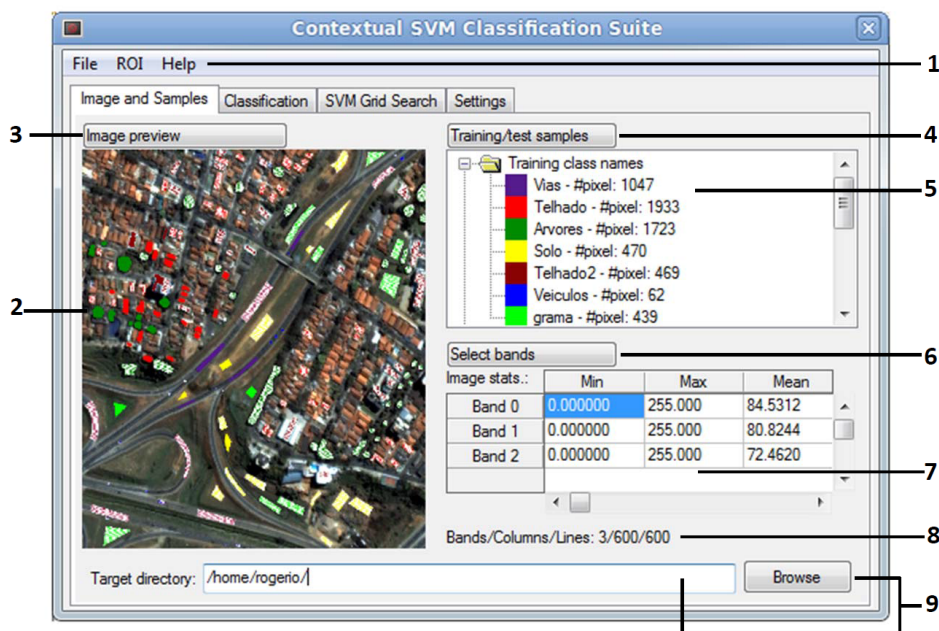 Contextual SVM Classification Suite
File ROI Help
1
Image and Samples Classification SVM Grid Search Settings
3
Image preview
Training/test samples
4
Training class names
Vias - #pixel: 1047
5
Telhado - #pixel: 1933
Arvores - #pixel: 1723
Solo - #pixel: 470
Telhado2 - #pixel: 469
Veiculos - #pixel: 62
grama - #pixel: 439
2
Select bands
6
Image stats.: Min Max Mean
Band 0 0.000000 255.000 84.5312
Band 1 0.000000 255.000 80.8244
Band 2 0.000000 255.000 72.4620
7
Bands/Columns/Lines: 3/600/600
8
Target directory: /home/rogerio/
Browse
9